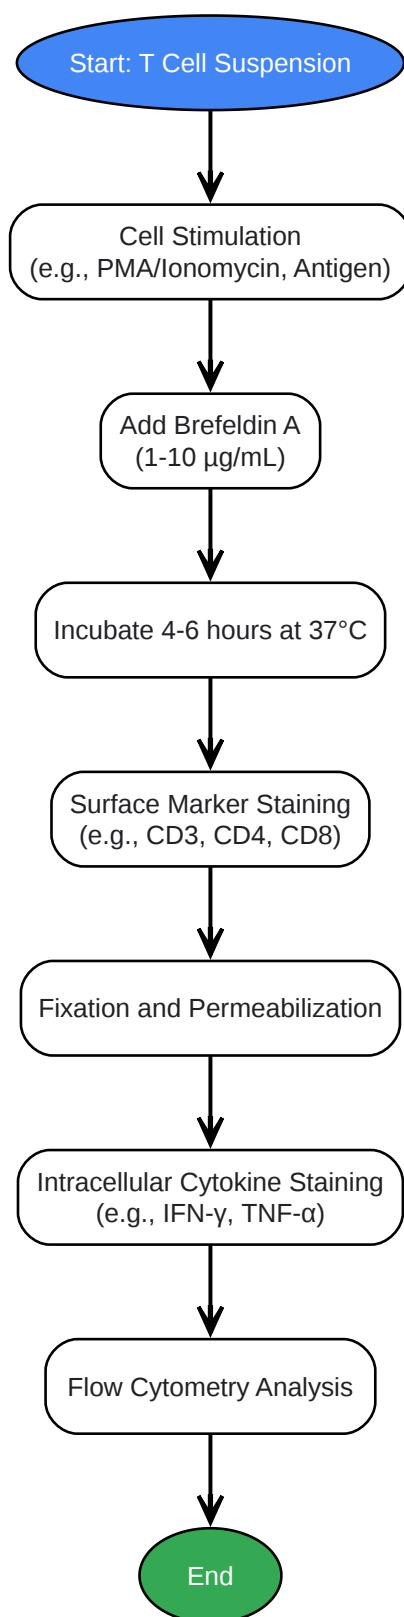 Start: T Cell Suspension
Cell Stimulation
(e.g., PMA/Ionomycin, Antigen)
Add Brefeldin A
(1-10 µg/mL)
Incubate 4-6 hours at 37°C
Surface Marker Staining
(e.g., CD3, CD4, CD8)
Fixation and Permeabilization
Intracellular Cytokine Staining
(e.g., IFN-γ, TNF-α)
Flow Cytometry Analysis
End